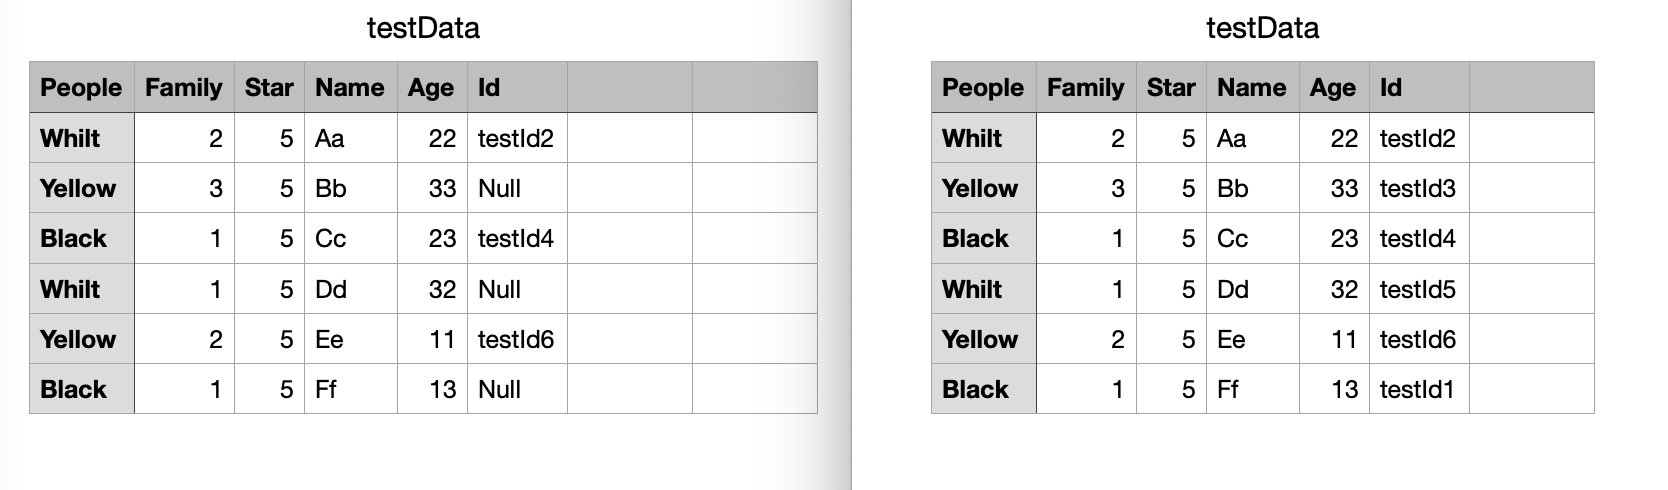 testData
People Family Star Name Age Id
Whilt 2 5 Aa 22 testId2
Yellow 3 5 Bb 33 Null
Black 1 5 Cc 23 testId4
Whilt 1 5 Dd 32 Null
Yellow 2 5 Ee 11 testId6
Black 1 5 Ff 13 Null
testData
People Family Star Name Age Id
Whilt 2 5 Aa 22 testId2
Yellow 3 5 Bb 33 testId3
Black 1 5 Cc 23 testId4
Whilt 1 5 Dd 32 testId5
Yellow 2 5 Ee 11 testId6
Black 1 5 Ff 13 testId1